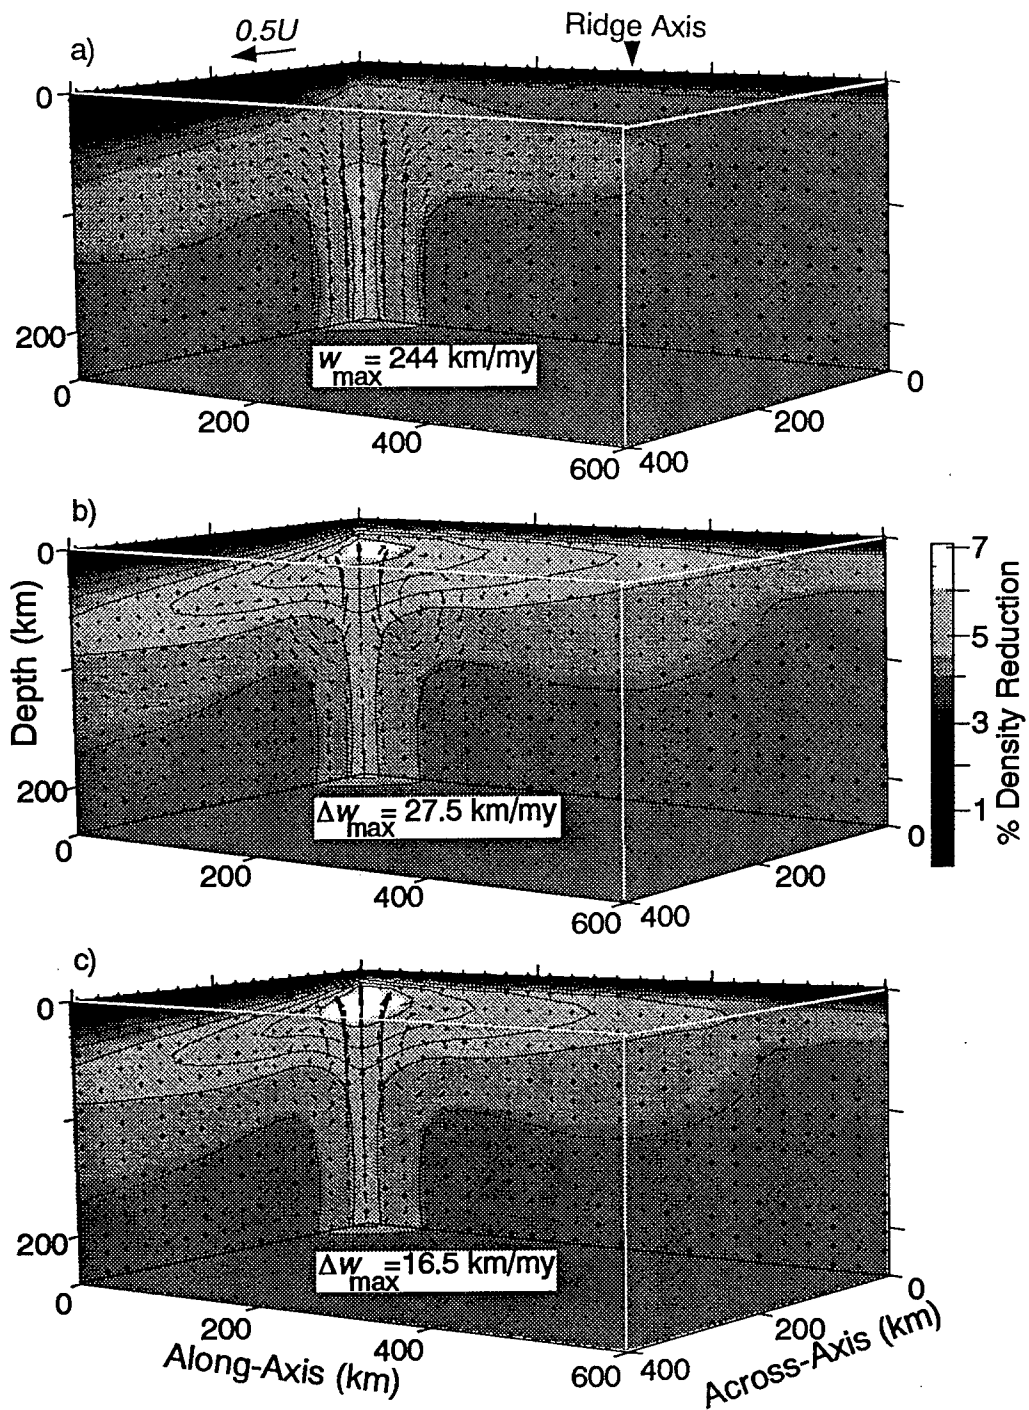 a)
0.5U
Ridge Axis
0
200
w max = 244 km/my
0
200
400
600
400
200
0
b)
0
Depth (km)
200
Δw max = 27.5 km/my
0
200
400
600
400
200
0
7
5
3
1
% Density Reduction
c)
0
200
Δw max =16.5 km/my
0
200
400
600
400
200
0
Along-Axis (km)
Across-Axis (km)